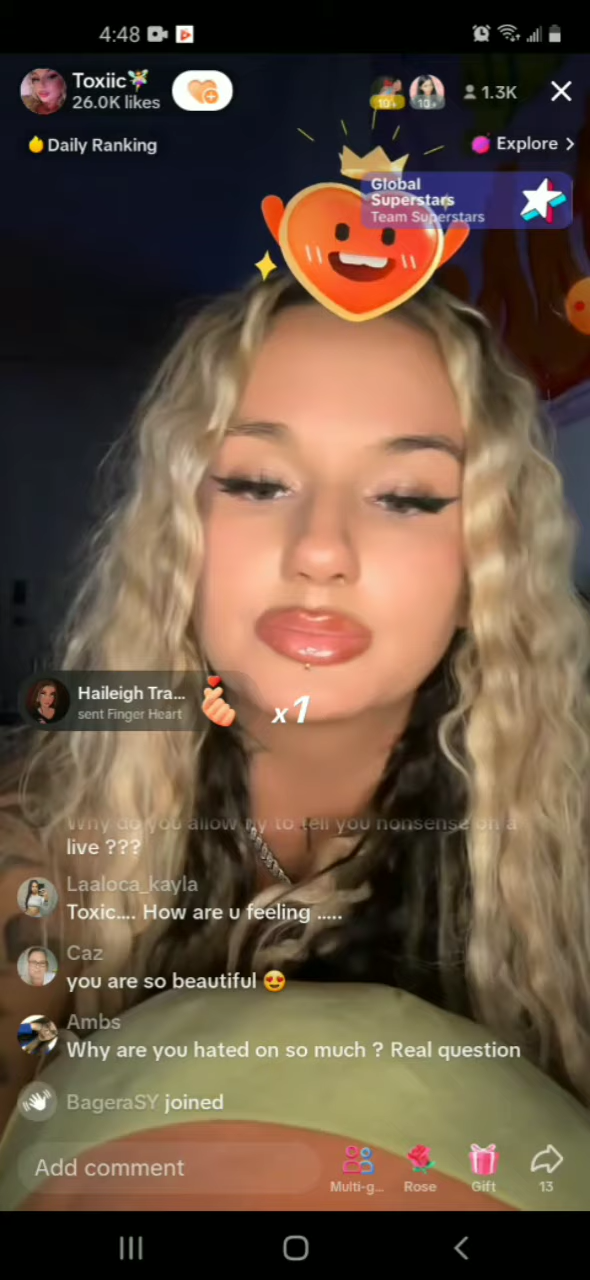 4:48
Toxiic🧚
26.0K likes
10+
10+
1.3K
Daily Ranking
Explore >
Global
Superstars
Team Superstars
Haileigh Tra...
sent Finger Heart
x1
Why do you allow ny to tell you nonsense on a
live ???
Laaloca_kayla
Toxic.... How are u feeling .....
Caz
you are so beautiful 😍
Ambs
Why are you hated on so much ? Real question
BageraSY joined
Add comment
Multi-g...
Rose
Gift
13